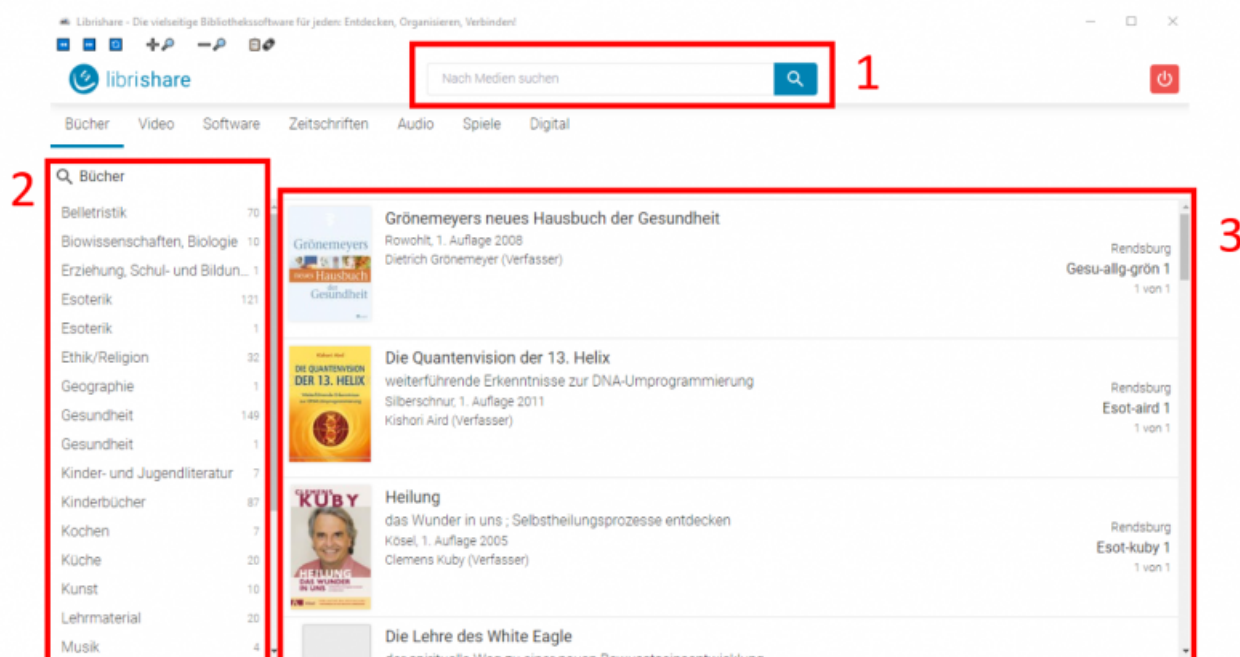 Librishare - Die vielseitige Bibliothekssoftware für jeden: Entdecken, Organisieren, Verbinden!
librishare
Nach Medien suchen
1
Bücher Video Software Zeitschriften Audio Spiele Digital
2
Bücher
Belletristik 70
Biowissenschaften, Biologie 10
Erziehung, Schul- und Bildun... 1
Esoterik 121
Esoterik 1
Ethik/Religion 32
Geographie 1
Gesundheit 149
Gesundheit 1
Kinder- und Jugendliteratur 7
Kinderbücher 87
Kochen 7
Küche 20
Kunst 10
Lehrmaterial 20
Musik 4
3
Grönemeyers
neues Hausbuch
der
Gesundheit
Grönemeyers neues Hausbuch der Gesundheit
Rowohlt, 1. Auflage 2008
Dietrich Grönemeyer (Verfasser)
Rendsburg
Gesu-allg-grön 1
1 von 1
DIE QUANTENVISION
DER 13. HELIX
Die Quantenvision der 13. Helix
weiterführende Erkenntnisse zur DNA-Umprogrammierung
Silberschnur, 1. Auflage 2011
Kishori Aird (Verfasser)
Rendsburg
Esot-aird 1
1 von 1
CLEMENS
KUBY
HEILUNG
DAS WUNDER
IN UNS
Heilung
das Wunder in uns ; Selbstheilungsprozesse entdecken
Kösel, 1. Auflage 2005
Clemens Kuby (Verfasser)
Rendsburg
Esot-kuby 1
1 von 1
Die Lehre des White Eagle